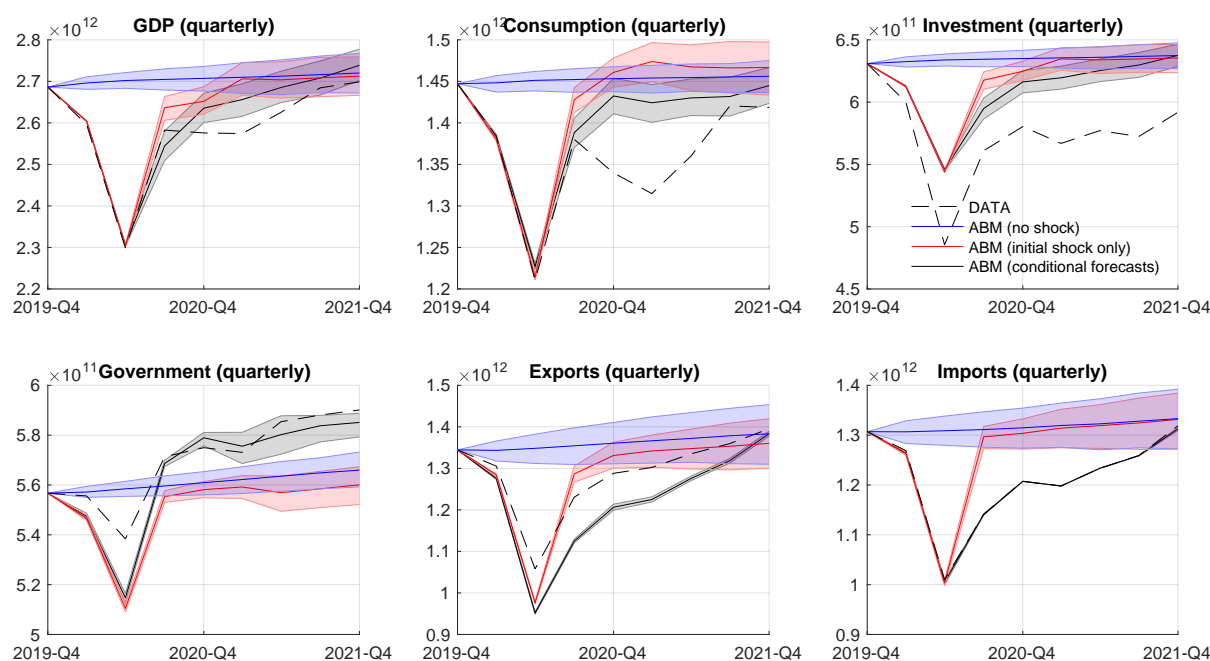 ×10^12 GDP (quarterly)
2.8
2.7
2.6
2.5
2.4
2.3
2.2
2019-Q4 2020-Q4 2021-Q4
×10^12 Consumption (quarterly)
1.5
1.45
1.4
1.35
1.3
1.25
1.2
2019-Q4 2020-Q4 2021-Q4
×10^11 Investment (quarterly)
6.5
6
5.5
5
4.5
DATA
ABM (no shock)
ABM (initial shock only)
ABM (conditional forecasts)
2019-Q4 2020-Q4 2021-Q4
×10^11 Government (quarterly)
6
5.8
5.6
5.4
5.2
5
2019-Q4 2020-Q4 2021-Q4
×10^12 Exports (quarterly)
1.5
1.4
1.3
1.2
1.1
1
0.9
2019-Q4 2020-Q4 2021-Q4
×10^12 Imports (quarterly)
1.4
1.3
1.2
1.1
1
0.9
2019-Q4 2020-Q4 2021-Q4